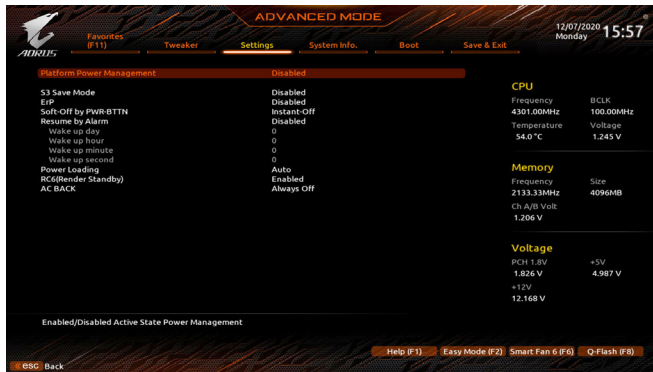 ADVANCED MODE
12/07/2020 Monday 15:57
AORUS
Favorites (F11) Tweaker Settings System Info. Boot Save & Exit
Platform Power Management Disabled
S3 Save Mode Disabled
ErP Disabled
Soft-Off by PWR-BTTN Instant-Off
Resume by Alarm Disabled
Wake up day 0
Wake up hour 0
Wake up minute 0
Wake up second 0
Power Loading Auto
RC6(Render Standby) Enabled
AC BACK Always Off
CPU
Frequency BCLK
4301.00MHz 100.00MHz
Temperature Voltage
54.0 °C 1.245 V
Memory
Frequency Size
2133.33MHz 4096MB
Ch A/B Volt
1.206 V
Voltage
PCH 1.8V +5V
1.826 V 4.987 V
+12V
12.168 V
Enabled/Disabled Active State Power Management
Help (F1) Easy Mode (F2) Smart Fan 6 (F6) Q-Flash (F8)
esc Back